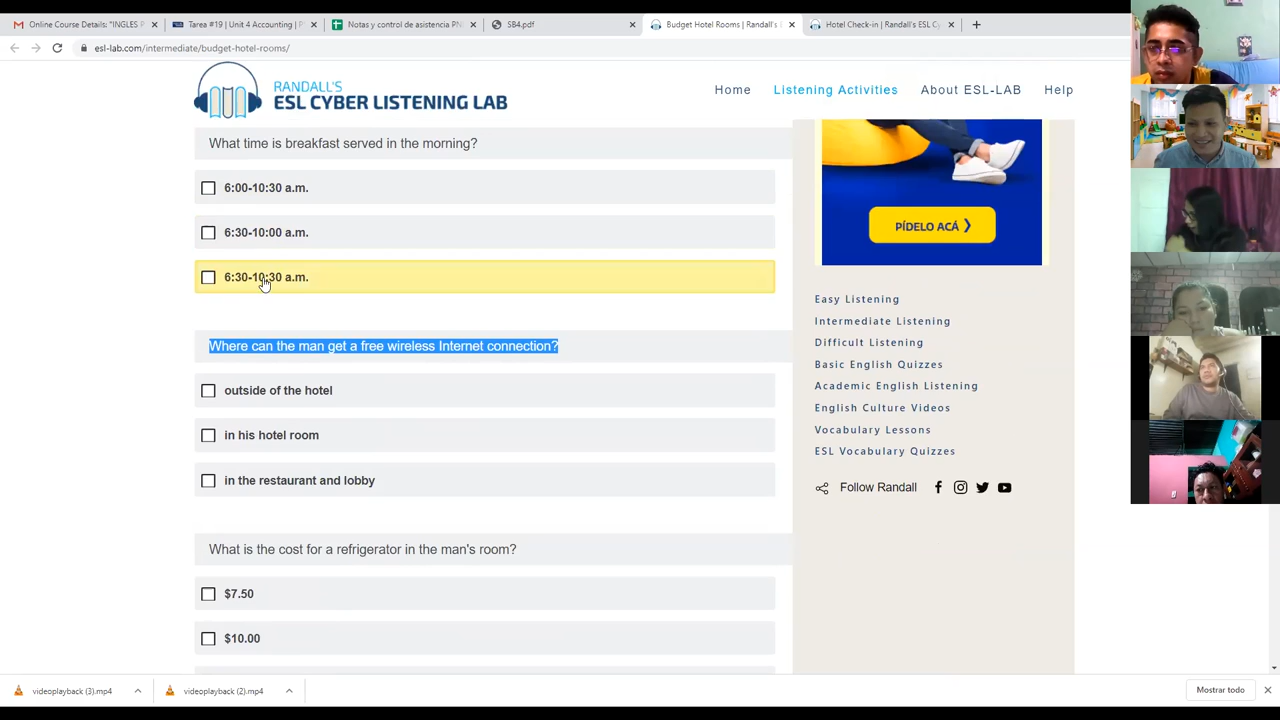 Online Course Details: "INGLES P
Tarea #19 | Unit 4 Accounting | P
Notas y control de asistencia PN
SB4.pdf
Budget Hotel Rooms | Randall's E
Hotel Check-in | Randall's ESL Cy
esl-lab.com/intermediate/budget-hotel-rooms/
RANDALL'S
ESL CYBER LISTENING LAB
Home
Listening Activities
About ESL-LAB
Help
What time is breakfast served in the morning?
6:00-10:30 a.m.
6:30-10:00 a.m.
6:30-10:30 a.m.
Where can the man get a free wireless Internet connection?
outside of the hotel
in his hotel room
in the restaurant and lobby
What is the cost for a refrigerator in the man's room?
$7.50
$10.00
PÍDELO ACÁ ❯
Easy Listening
Intermediate Listening
Difficult Listening
Basic English Quizzes
Academic English Listening
English Culture Videos
Vocabulary Lessons
ESL Vocabulary Quizzes
Follow Randall
videoplayback (3).mp4
videoplayback (2).mp4
Mostrar todo